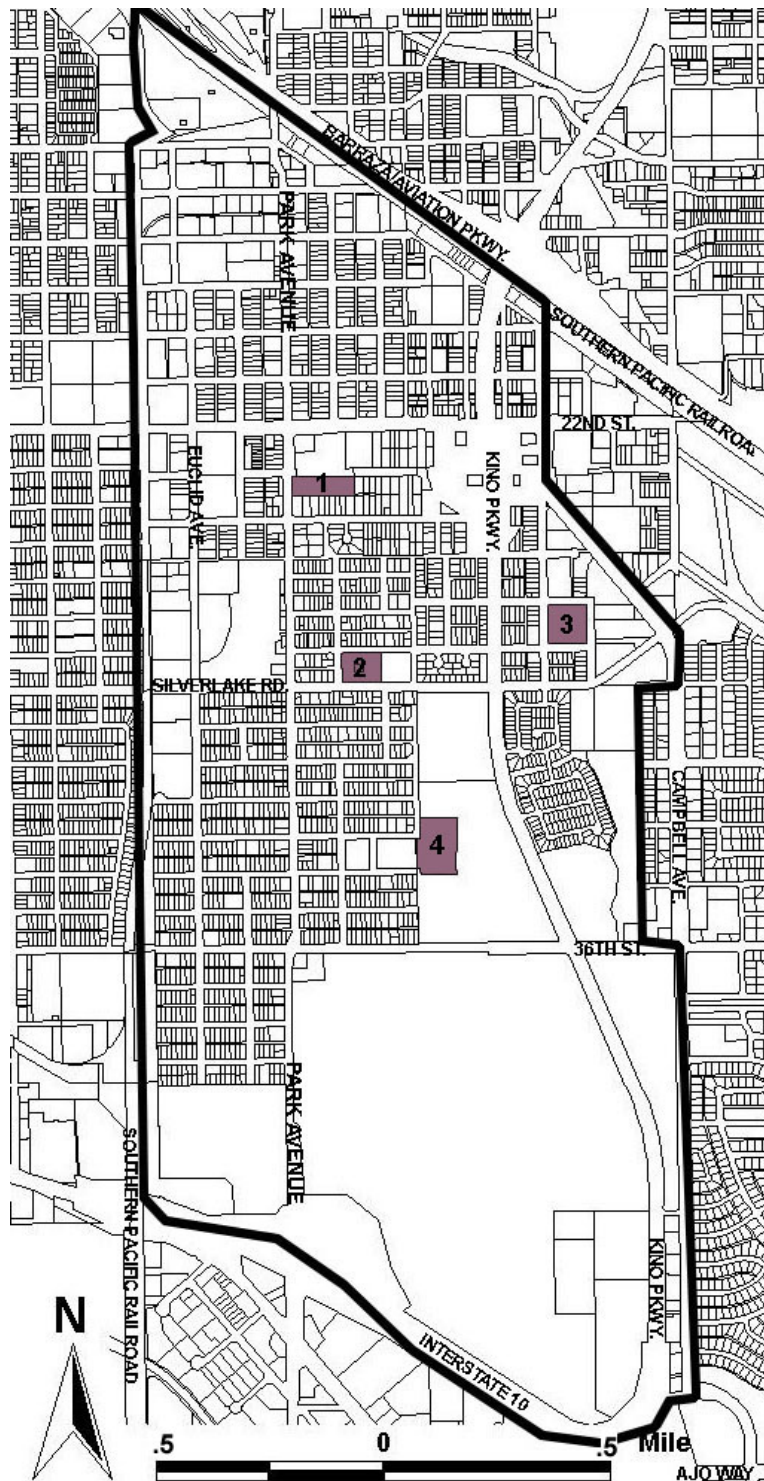 BARRAZA/AVIATION PKWY.
PARK AVENUE
SOUTHERN PACIFIC RAILROA
22ND ST.
EUCLID AVE.
KINO PKWY.
1
3
2
SILVERLAKE RD.
CAMPBELL AVE.
4
36TH ST.
PARK AVENUE
SOUTHERN PACIFIC RAIL ROAD
KINO PKWY.
N
INTERSTATE 10
.5 0 .5 Mile
AJO WAY